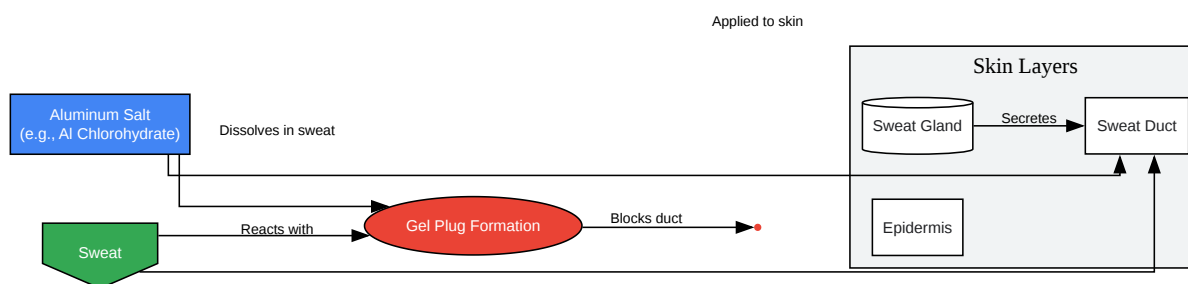 Applied to skin
Skin Layers
Aluminum Salt
(e.g., Al Chlorohydrate)
Dissolves in sweat
Sweat Gland
Secretes
Sweat Duct
Sweat
Reacts with
Gel Plug Formation
Blocks duct
Epidermis